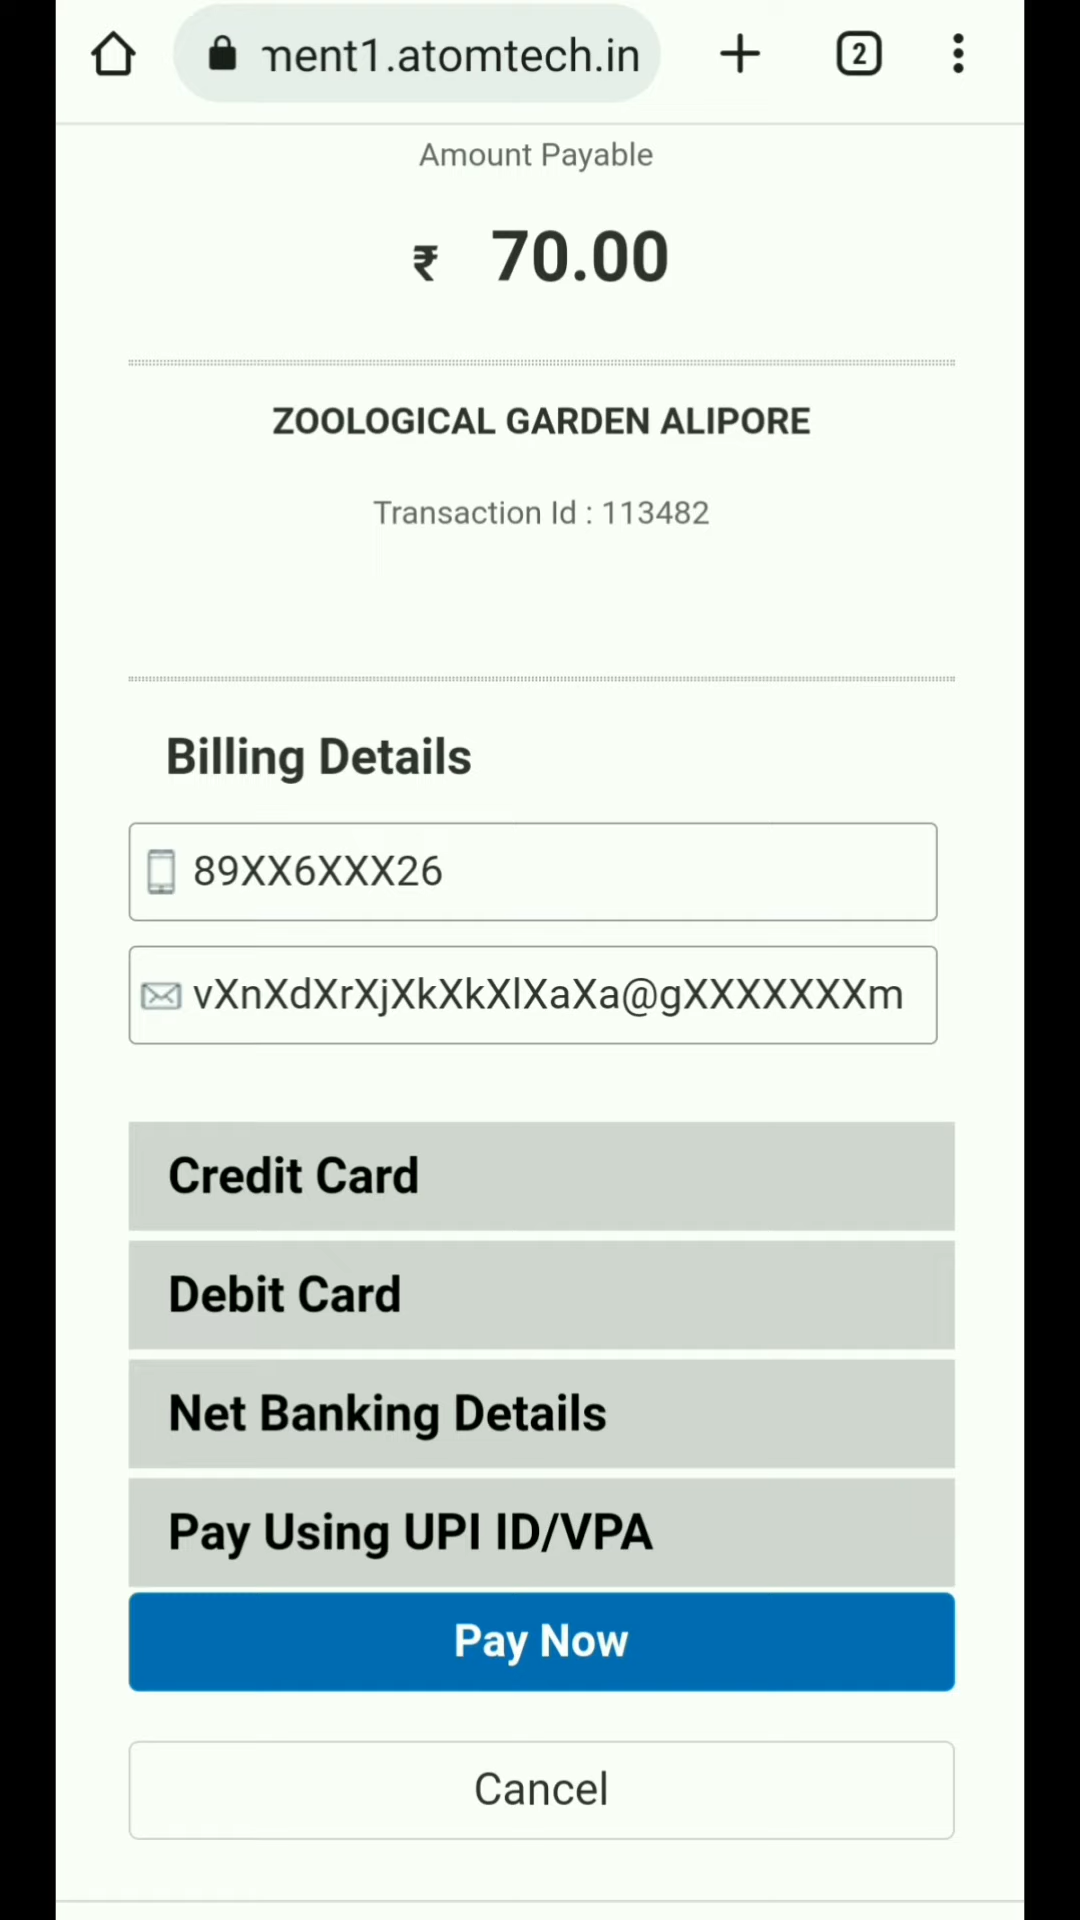 ment1.atomtech.in
2
Amount Payable
₹ 70.00
ZOOLOGICAL GARDEN ALIPORE
Transaction Id : 113482
Billing Details
89XX6XXX26
vXnXdXrXjXkXkXlXaXa@gXXXXXXXm
Credit Card
Debit Card
Net Banking Details
Pay Using UPI ID/VPA
Pay Now
Cancel